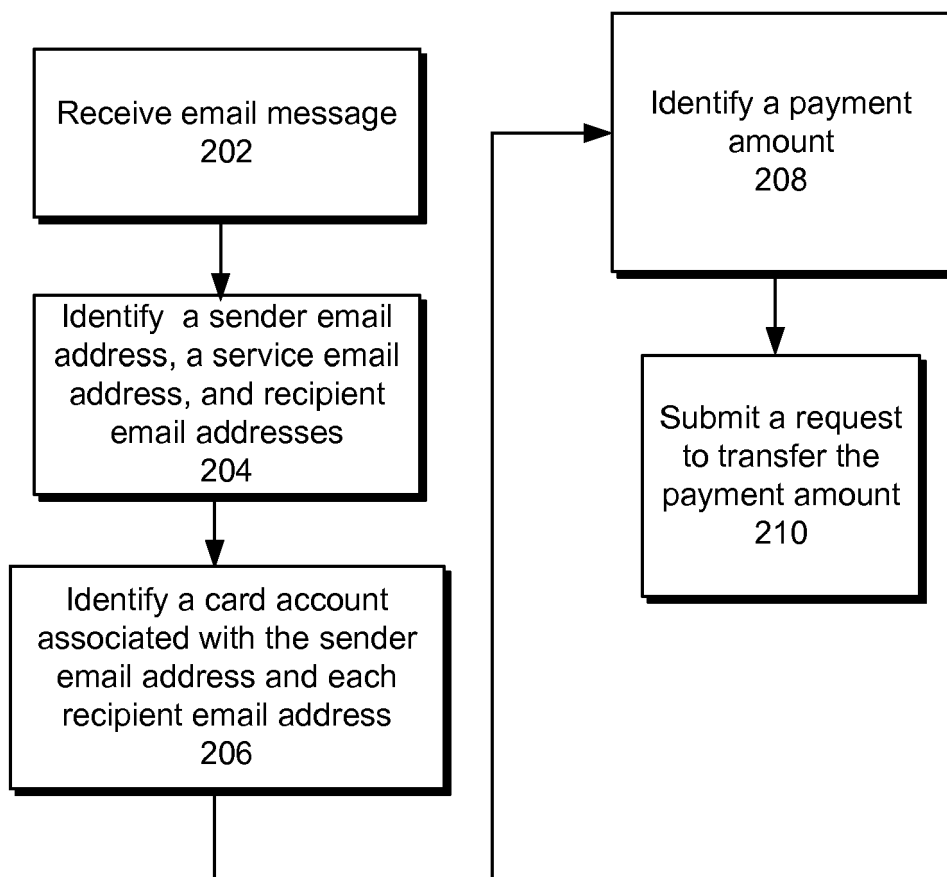 Receive email message
202
Identify a sender email
address, a service email
address, and recipient
email addresses
204
Identify a card account
associated with the sender
email address and each
recipient email address
206
Identify a payment
amount
208
Submit a request
to transfer the
payment amount
210